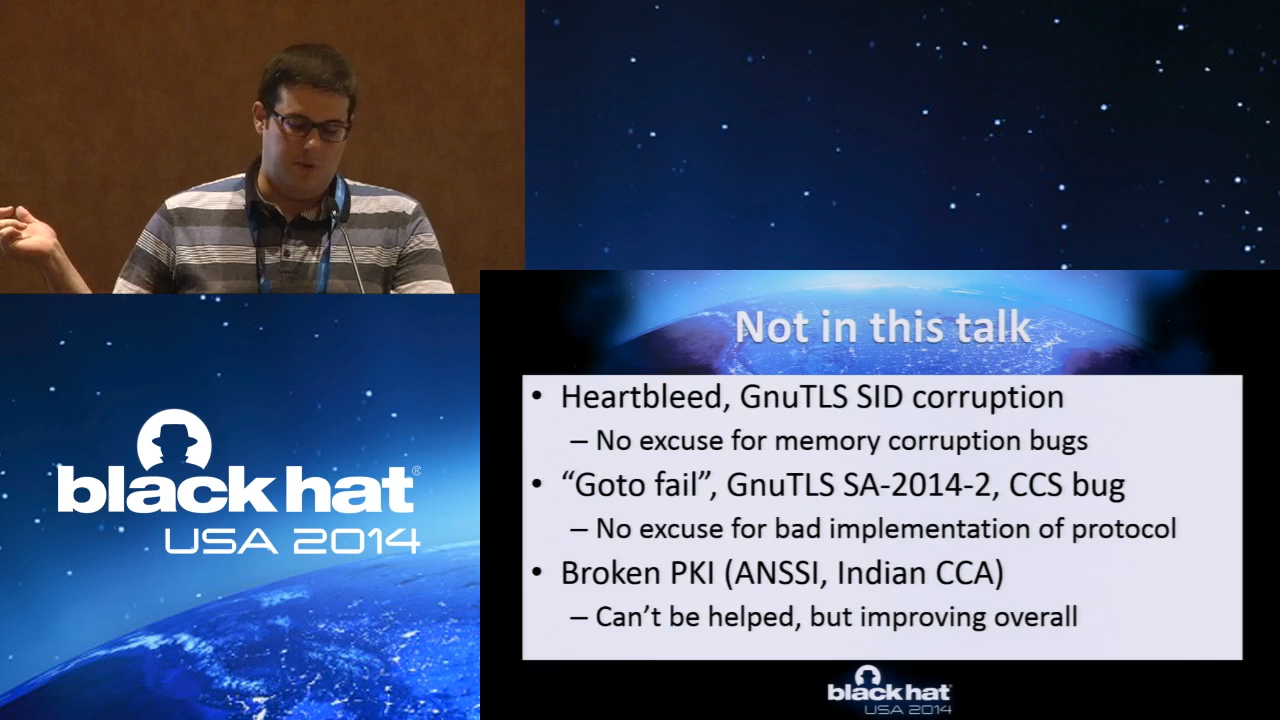 black hat®
USA 2014
Not in this talk
• Heartbleed, GnuTLS SID corruption
– No excuse for memory corruption bugs
• “Goto fail”, GnuTLS SA-2014-2, CCS bug
– No excuse for bad implementation of protocol
• Broken PKI (ANSSI, Indian CCA)
– Can’t be helped, but improving overall
black hat
USA 2014